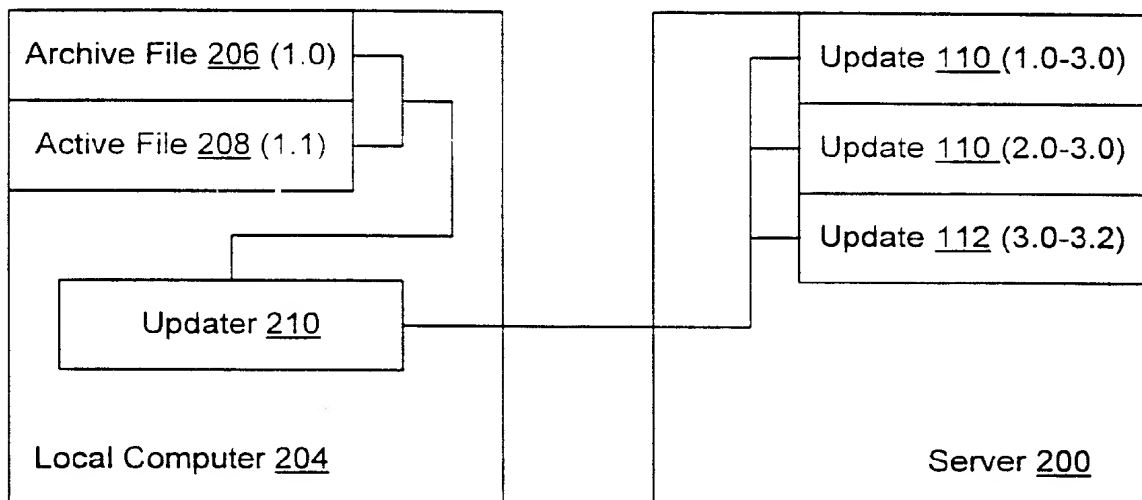 Archive File 206 (1.0)
Active File 208 (1.1)
Updater 210
Local Computer 204
Update 110 (1.0-3.0)
Update 110 (2.0-3.0)
Update 112 (3.0-3.2)
Server 200